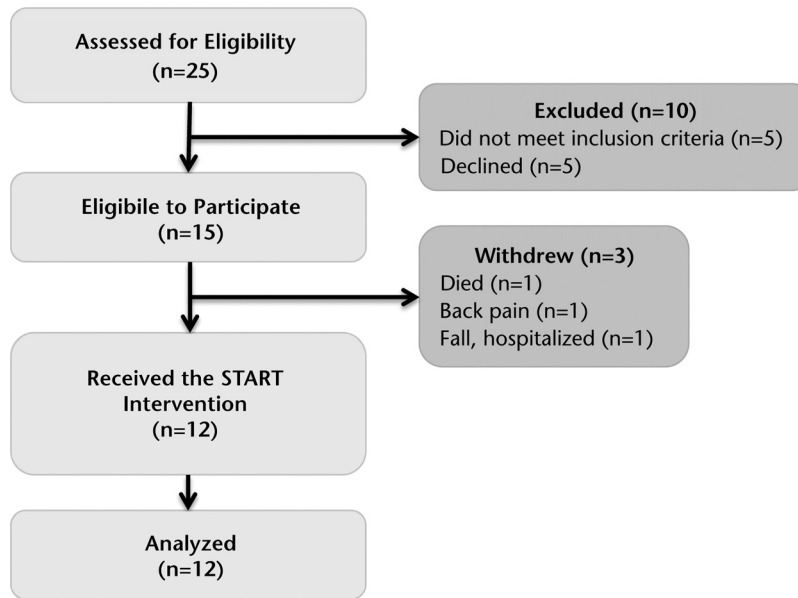 Assessed for Eligibility
(n=25)
Excluded (n=10)
Did not meet inclusion criteria (n=5)
Declined (n=5)
Eligibile to Participate
(n=15)
Withdrew (n=3)
Died (n=1)
Back pain (n=1)
Fall, hospitalized (n=1)
Received the START
Intervention
(n=12)
Analyzed
(n=12)